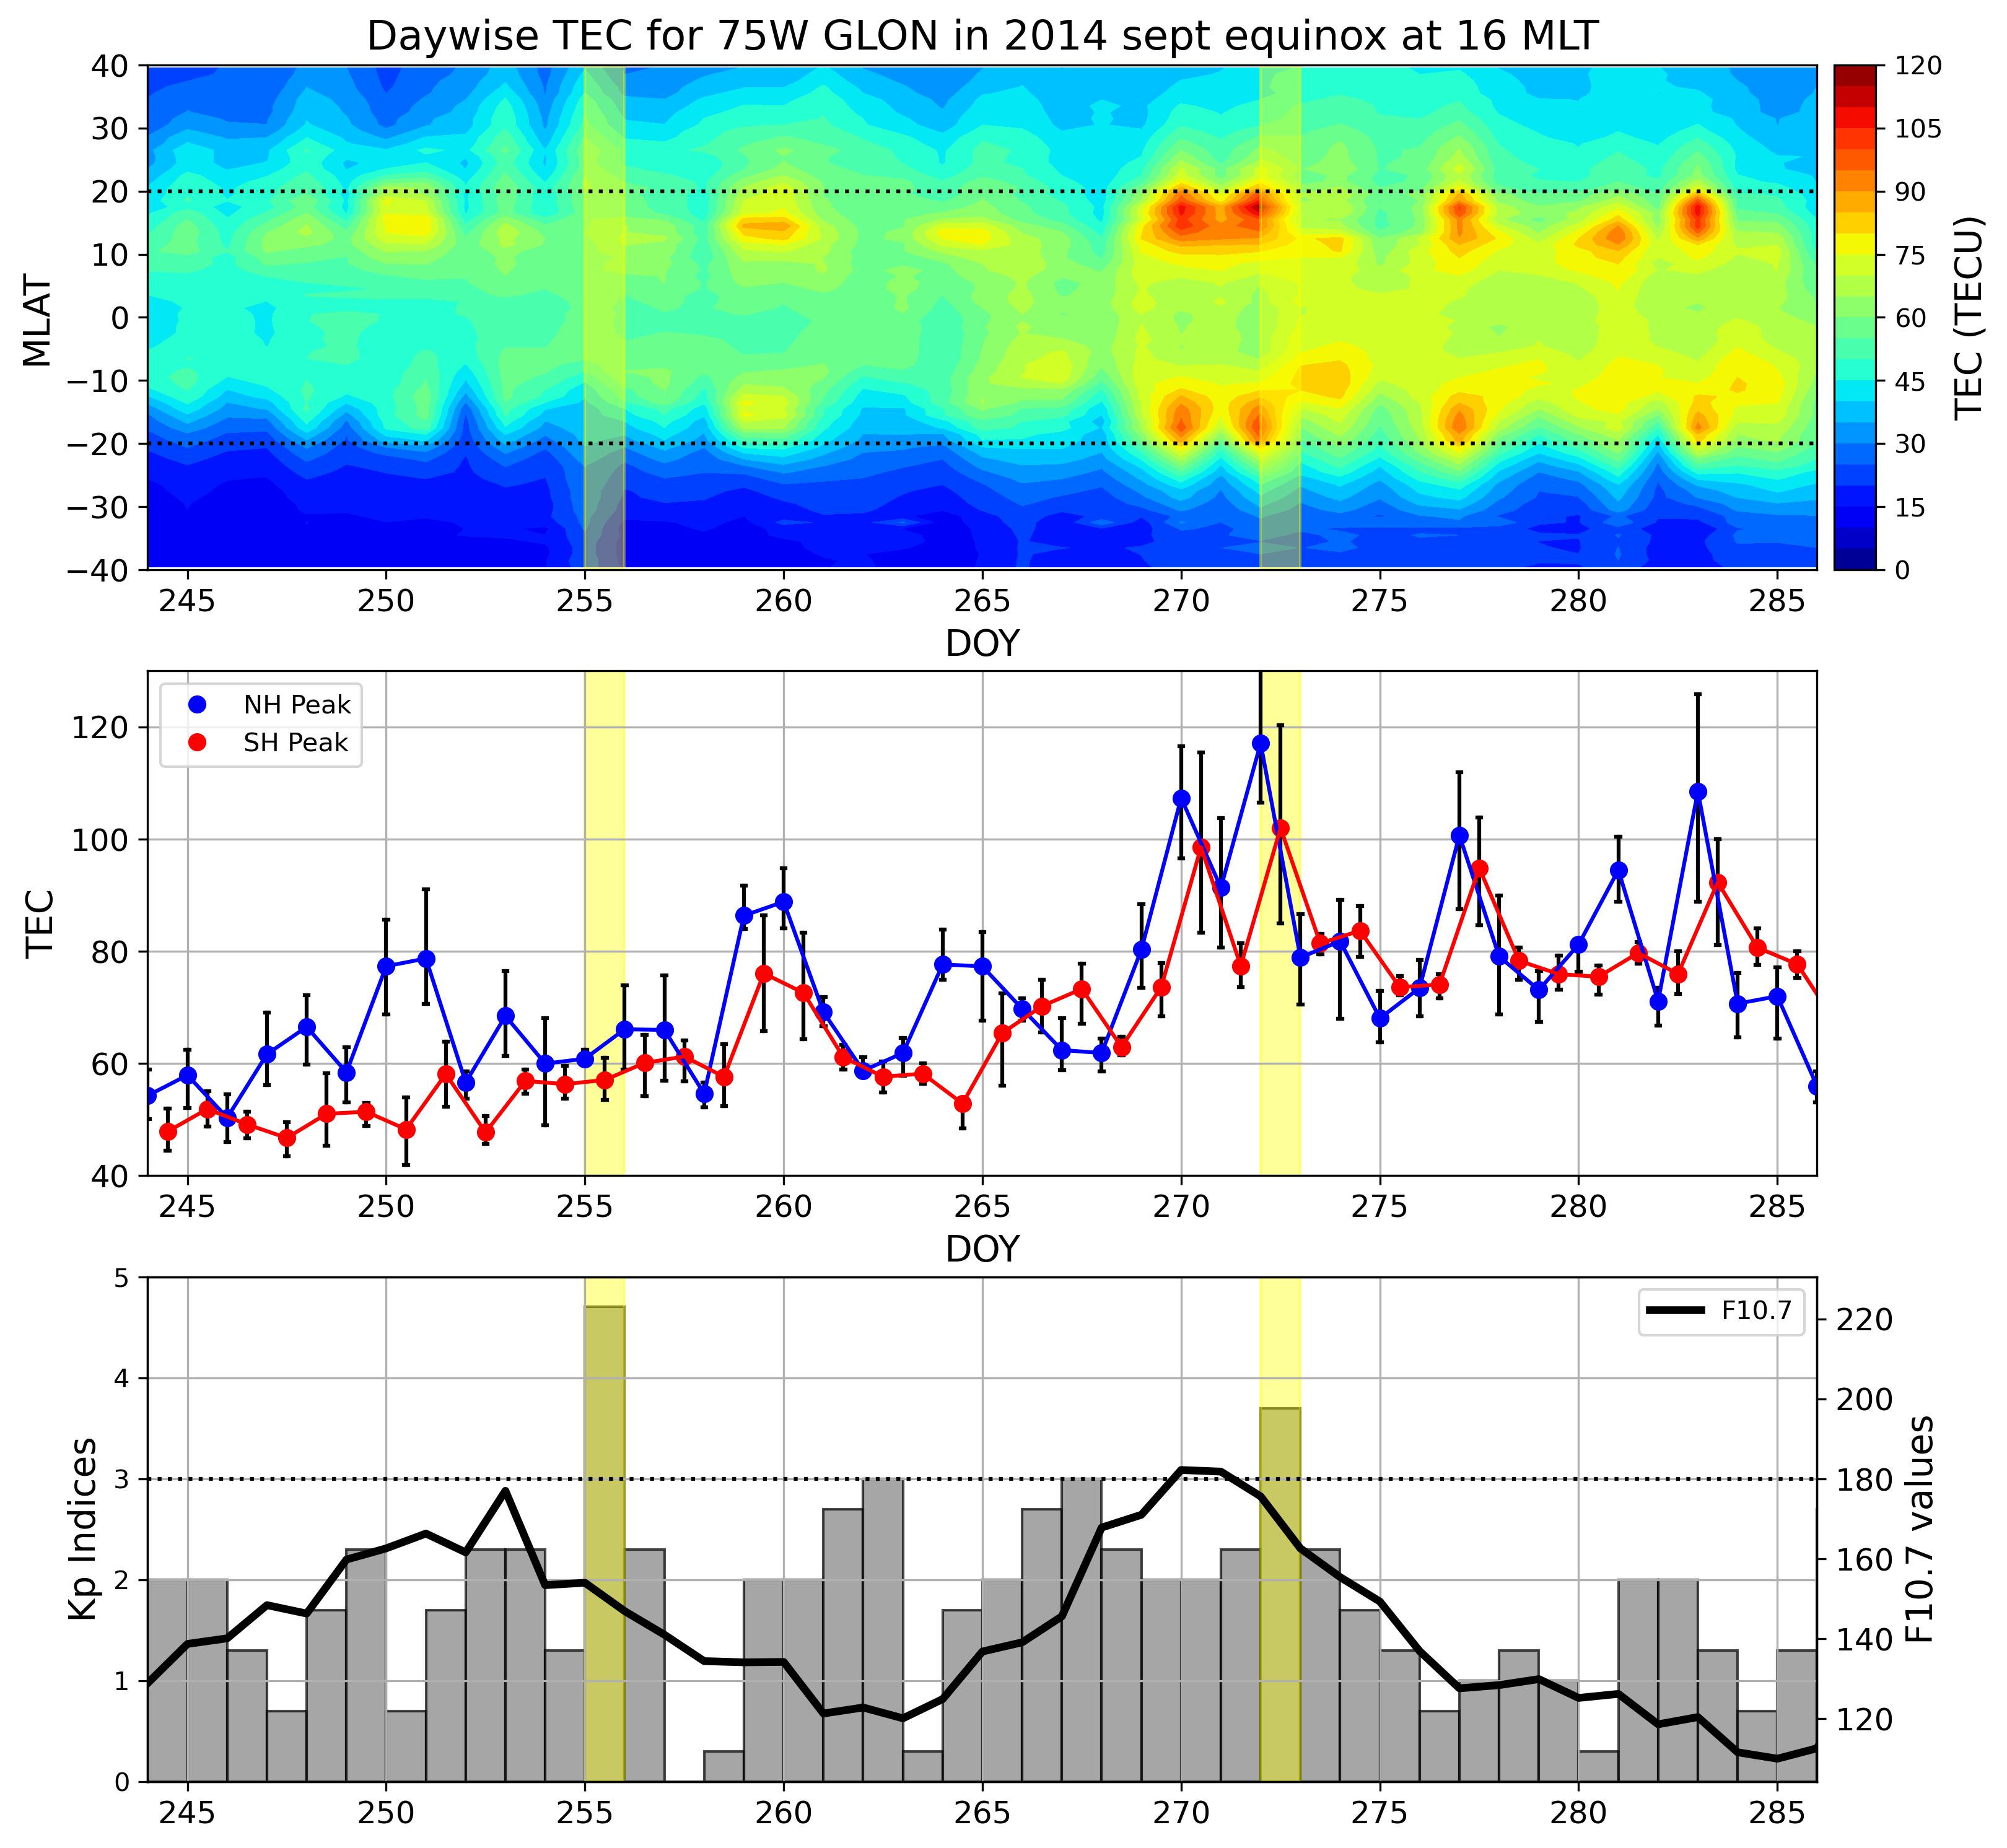 Daywise TEC for 75W GLON in 2014 sept equinox at 16 MLT
40
30
20
10
0
−10
−20
−30
−40
MLAT
245 250 255 260 265 270 275 280 285
DOY
120
105
90
75
60
45
30
15
0
TEC (TECU)
NH Peak
SH Peak
120
100
80
60
40
TEC
245 250 255 260 265 270 275 280 285
DOY
F10.7
5
4
3
2
1
0
Kp Indices
220
200
180
160
140
120
F10.7 values
245 250 255 260 265 270 275 280 285